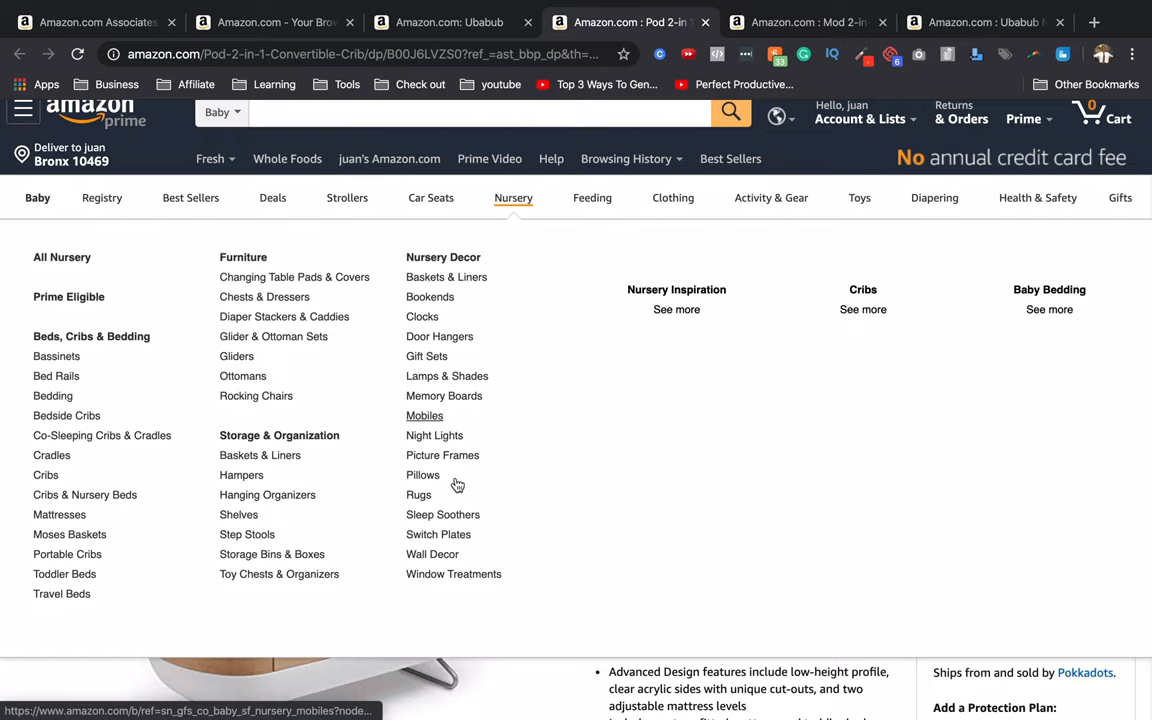 Amazon.com Associates
Amazon.com - Your Brow
Amazon.com: Ubabub
Amazon.com : Pod 2-in
Amazon.com : Mod 2-in-
Amazon.com : Ubabub N
amazon.com/Pod-2-in-1-Convertible-Crib/dp/B00J6LVZS0?ref_=ast_bbp_dp&th=...
Apps Business Affiliate Learning Tools Check out youtube Top 3 Ways To Gen... Perfect Productive... Other Bookmarks
33
6
amazon prime
Baby
Hello, juan
Account & Lists
Returns
& Orders
Prime
0
Cart
Deliver to juan
Bronx 10469
Fresh Whole Foods juan's Amazon.com Prime Video Help Browsing History Best Sellers
No annual credit card fee
Baby Registry Best Sellers Deals Strollers Car Seats Nursery Feeding Clothing Activity & Gear Toys Diapering Health & Safety Gifts
All Nursery
Prime Eligible
Beds, Cribs & Bedding
Bassinets
Bed Rails
Bedding
Bedside Cribs
Co-Sleeping Cribs & Cradles
Cradles
Cribs
Cribs & Nursery Beds
Mattresses
Moses Baskets
Portable Cribs
Toddler Beds
Travel Beds
Furniture
Changing Table Pads & Covers
Chests & Dressers
Diaper Stackers & Caddies
Glider & Ottoman Sets
Gliders
Ottomans
Rocking Chairs
Storage & Organization
Baskets & Liners
Hampers
Hanging Organizers
Shelves
Step Stools
Storage Bins & Boxes
Toy Chests & Organizers
Nursery Decor
Baskets & Liners
Bookends
Clocks
Door Hangers
Gift Sets
Lamps & Shades
Memory Boards
Mobiles
Night Lights
Picture Frames
Pillows
Rugs
Sleep Soothers
Switch Plates
Wall Decor
Window Treatments
Nursery Inspiration
See more
Cribs
See more
Baby Bedding
See more
Advanced Design features include low-height profile,
clear acrylic sides with unique cut-outs, and two
adjustable mattress levels
Ships from and sold by Pokkadots.
Add a Protection Plan:
https://www.amazon.com/b/ref=sn_gfs_co_baby_sf_nursery_mobiles?node...